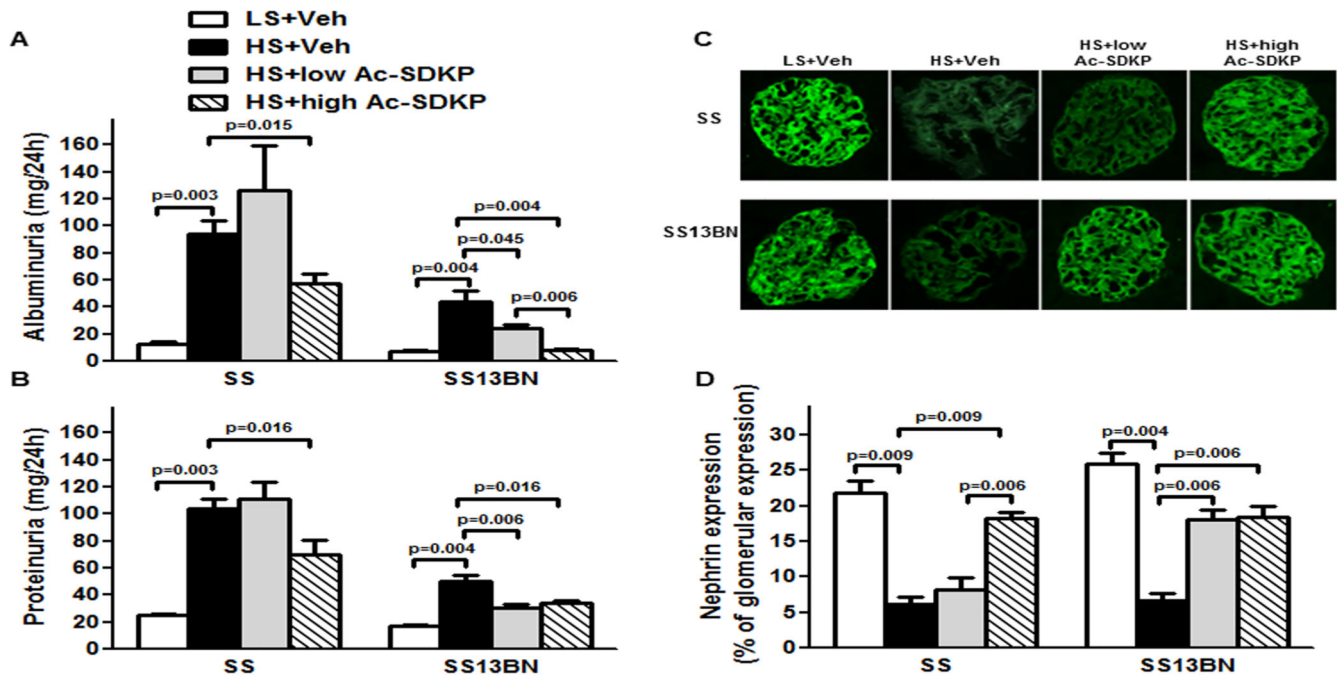 A
LS+Veh
HS+Veh
HS+low Ac-SDKP
HS+high Ac-SDKP
Albuminuria (mg/24h)
160
140
120
100
80
60
40
20
0
p=0.015
p=0.003
p=0.004
p=0.045
p=0.004
p=0.006
SS
SS13BN
B
Proteinuria (mg/24h)
160
140
120
100
80
60
40
20
0
p=0.016
p=0.003
p=0.016
p=0.006
p=0.004
SS
SS13BN
C
LS+Veh
HS+Veh
HS+low
Ac-SDKP
HS+high
Ac-SDKP
SS
SS13BN
D
Nephrin expression
(% of glomerular expression)
30
25
20
15
10
5
0
p=0.009
p=0.009
p=0.006
p=0.004
p=0.006
p=0.006
SS
SS13BN